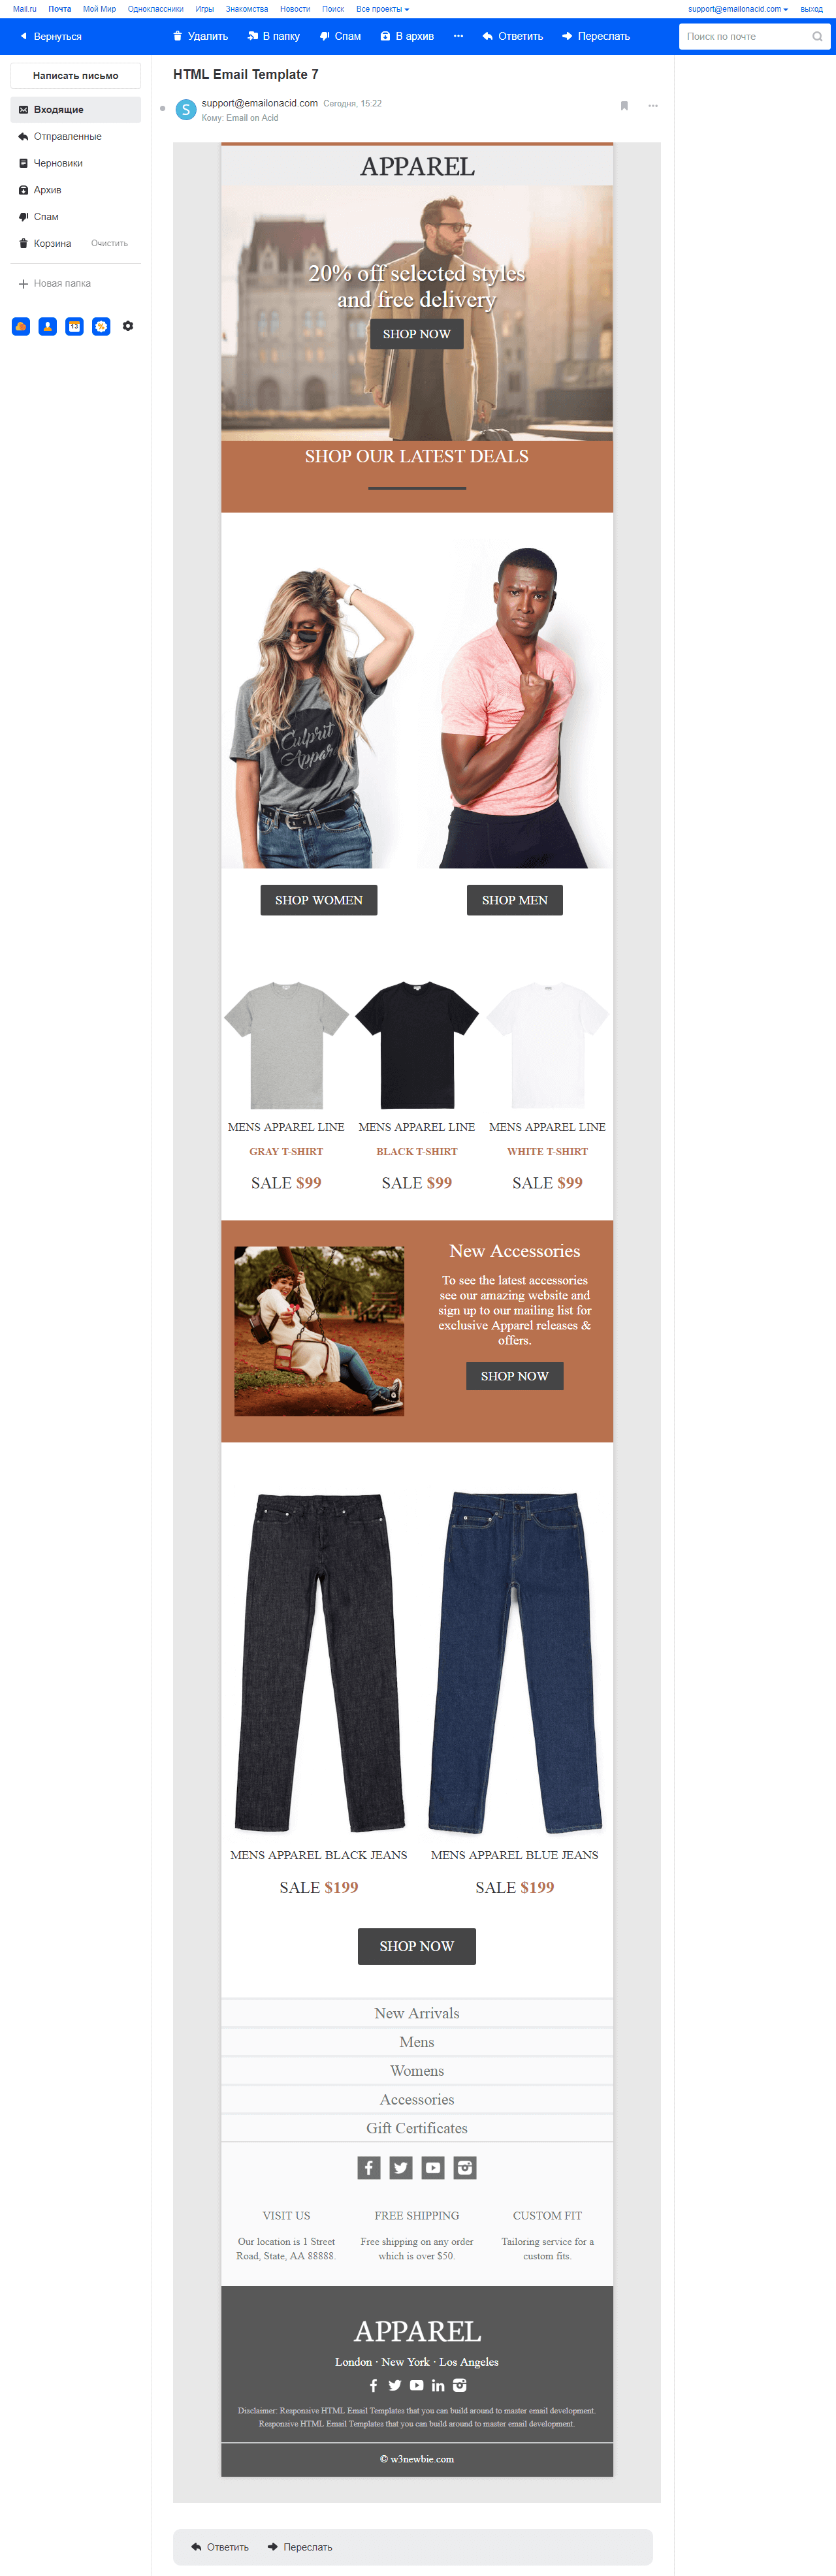 Mail.ru Почта Мой Мир Одноклассники Игры Знакомства Новости Поиск Все проекты support@emailonacid.com выход
Вернуться Удалить В папку Спам В архив Ответить Переслать Поиск по почте
Написать письмо
Входящие
Отправленные
Черновики
Архив
Спам
Корзина Очистить
Новая папка
13
HTML Email Template 7
S
support@emailonacid.com Сегодня, 15:22
Кому: Email on Acid
APPAREL
20% off selected styles
and free delivery
SHOP NOW
SHOP OUR LATEST DEALS
Culprit
Appar
SHOP WOMEN SHOP MEN
MENS APPAREL LINE MENS APPAREL LINE MENS APPAREL LINE
GRAY T-SHIRT BLACK T-SHIRT WHITE T-SHIRT
SALE $99 SALE $99 SALE $99
New Accessories
To see the latest accessories
see our amazing website and
sign up to our mailing list for
exclusive Apparel releases &
offers.
SHOP NOW
MENS APPAREL BLACK JEANS MENS APPAREL BLUE JEANS
SALE $199 SALE $199
SHOP NOW
New Arrivals
Mens
Womens
Accessories
Gift Certificates
VISIT US FREE SHIPPING CUSTOM FIT
Our location is 1 Street Free shipping on any order Tailoring service for a
Road, State, AA 88888. which is over $50. custom fits.
APPAREL
London · New York · Los Angeles
Disclaimer: Responsive HTML Email Templates that you can build around to master email development.
Responsive HTML Email Templates that you can build around to master email development.
© w3newbie.com
Ответить Переслать